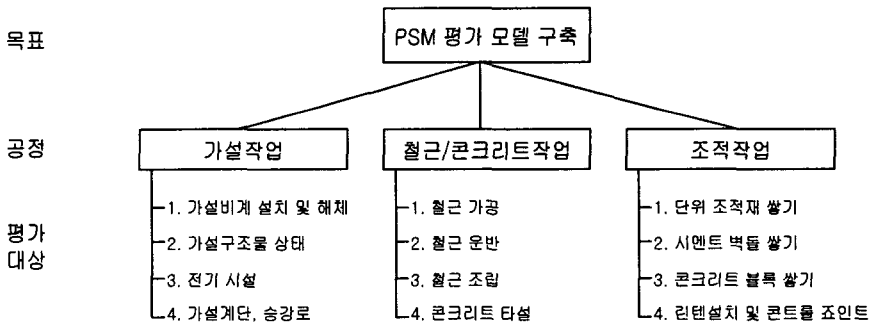 목표
PSM 평가 모델 구축
공정
가설작업
철근/콘크리트작업
조적작업
평가
대상
1. 가설비계 설치 및 해체
2. 가설구조물 상태
3. 전기 시설
4. 가설계단, 승강로
1. 철근 가공
2. 철근 운반
3. 철근 조립
4. 콘크리트 타설
1. 단위 조적재 쌓기
2. 시멘트 벽돌 쌓기
3. 콘크리트 블록 쌓기
4. 린텐설치 및 콘트롤 죠인트